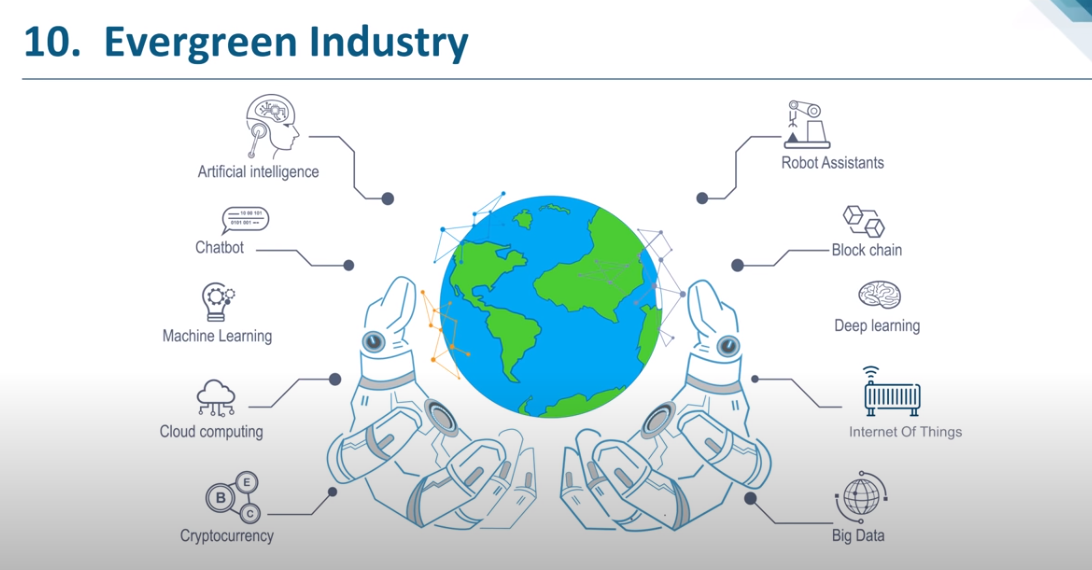 10. Evergreen Industry
Artificial intelligence
Robot Assistants
10 00 101
0101 001
Chatbot
Block chain
Machine Learning
Deep learning
Cloud computing
Internet Of Things
E
B
C
Cryptocurrency
Big Data